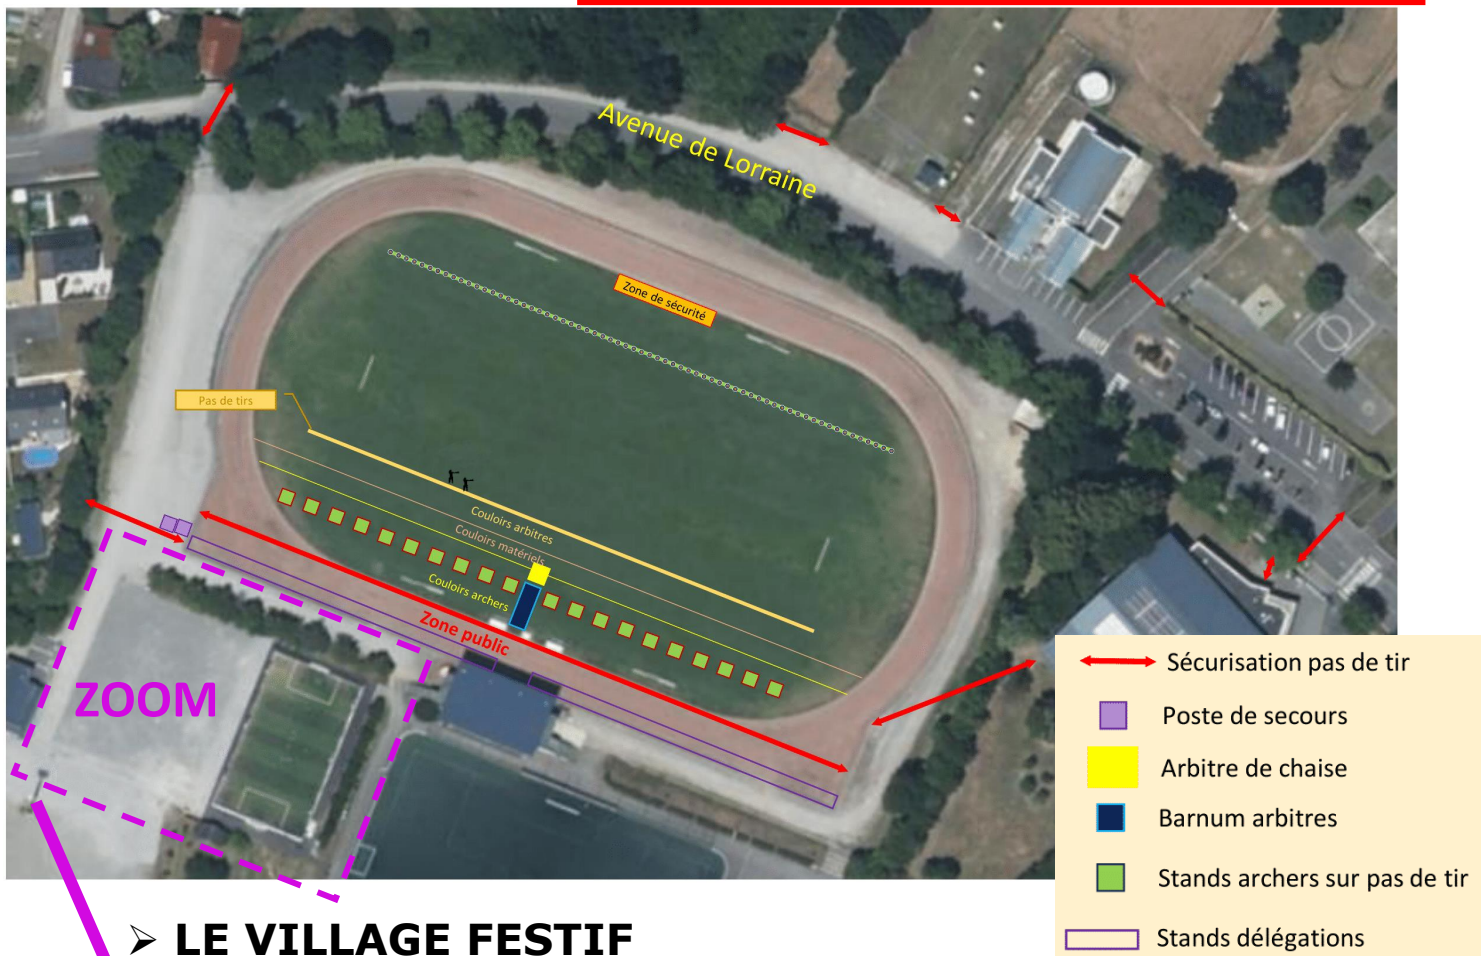 Avenue de Lorraine
Zone de sécurité
Pas de tirs
Couloirs arbitres
Couloirs matériels
Couloirs archers
Zone public
ZOOM
Sécurisation pas de tir
Poste de secours
Arbitre de chaise
Barnum arbitres
Stands archers sur pas de tir
Stands délégations
➢ LE VILLAGE FESTIF